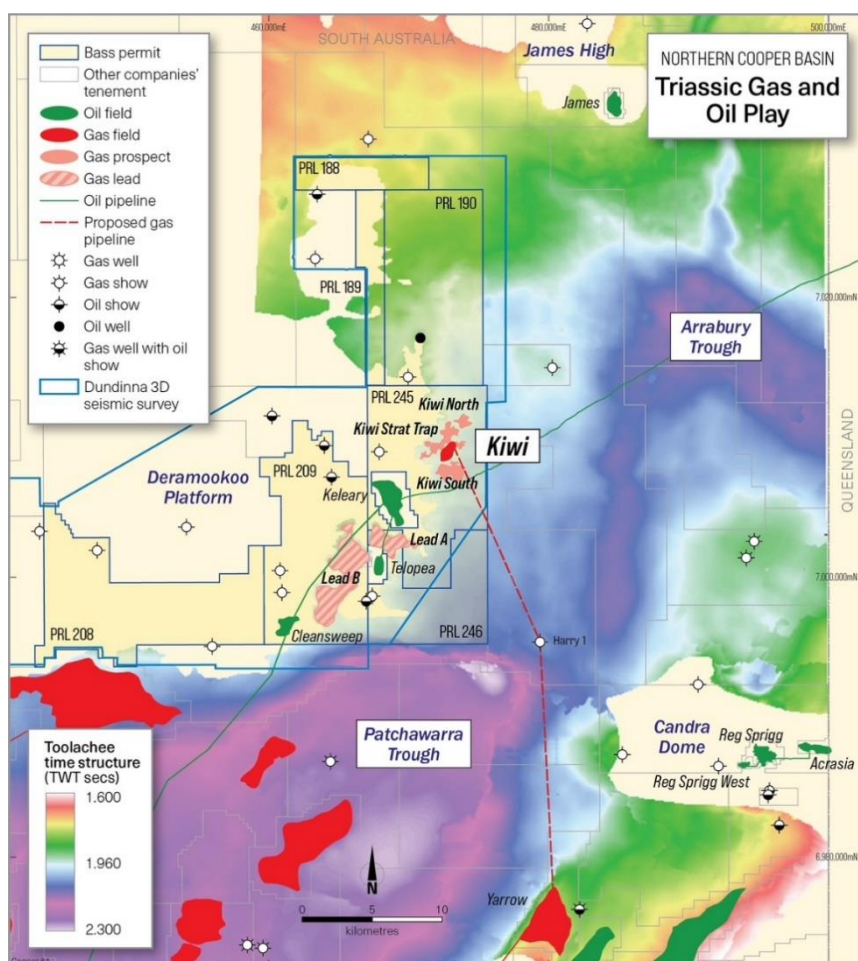 460,000mE
480,000mE
500,000mE
SOUTH AUSTRALIA
NORTHERN COOPER BASIN
Triassic Gas and
Oil Play
Bass permit
Other companies'
tenement
Oil field
Gas field
Gas prospect
Gas lead
Oil pipeline
Proposed gas
pipeline
Gas well
Gas show
Oil show
Oil well
Gas well with oil
show
Dundinna 3D
seismic survey
James High
James
PRL 188
PRL 190
PRL 189
7,020,000mN
Arrabury
Trough
QUEENSLAND
PRL 245
Kiwi North
Kiwi Strat Trap
Kiwi
Kiwi South
PRL 209
Keleary
Deramookoo
Platform
Lead A
Telopea
Lead B
7,000,000mN
Cleansweep
PRL 208
PRL 246
Harry 1
Patchawarra
Trough
Candra
Dome
Reg Sprigg
Acrasia
Reg Sprigg West
Toolachee
time structure
(TWT secs)
1.600
1.960
2.300
6,980,000mN
N
0
5
10
kilometres
Yarrow